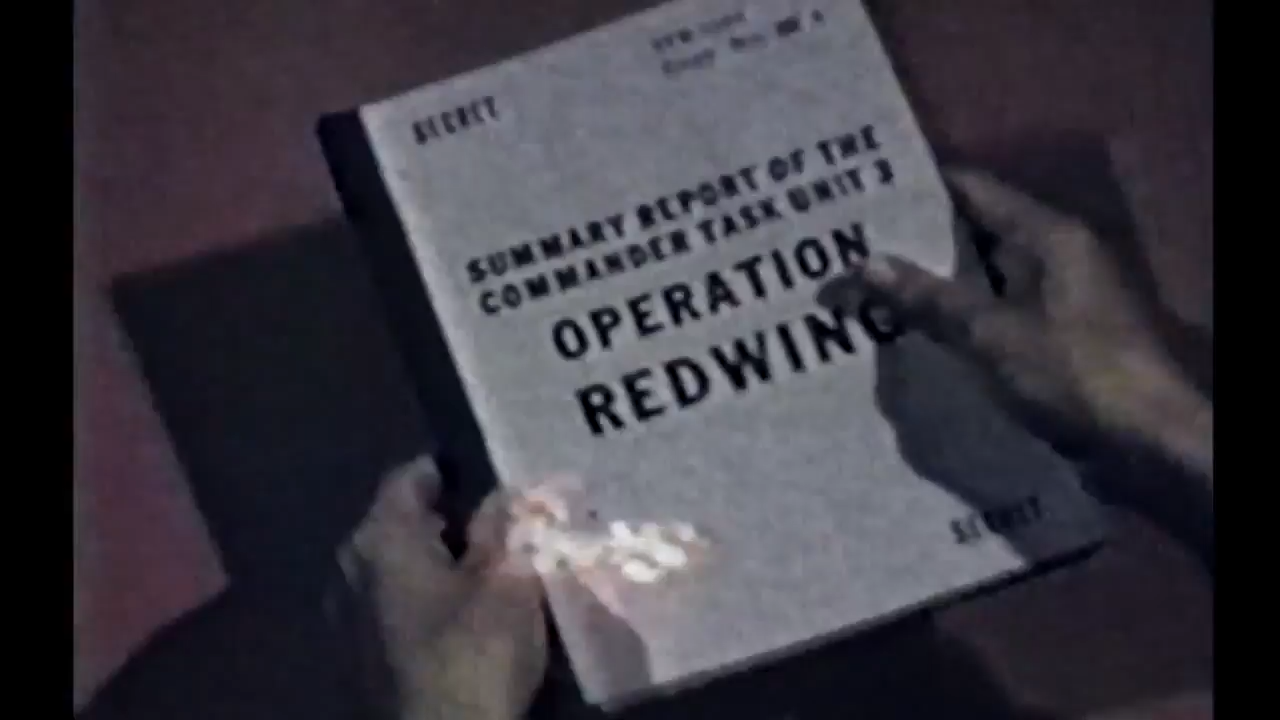 SECRET
SUMMARY REPORT OF THE
COMMANDER TASK UNIT 3
OPERATION
REDWING
SECRET